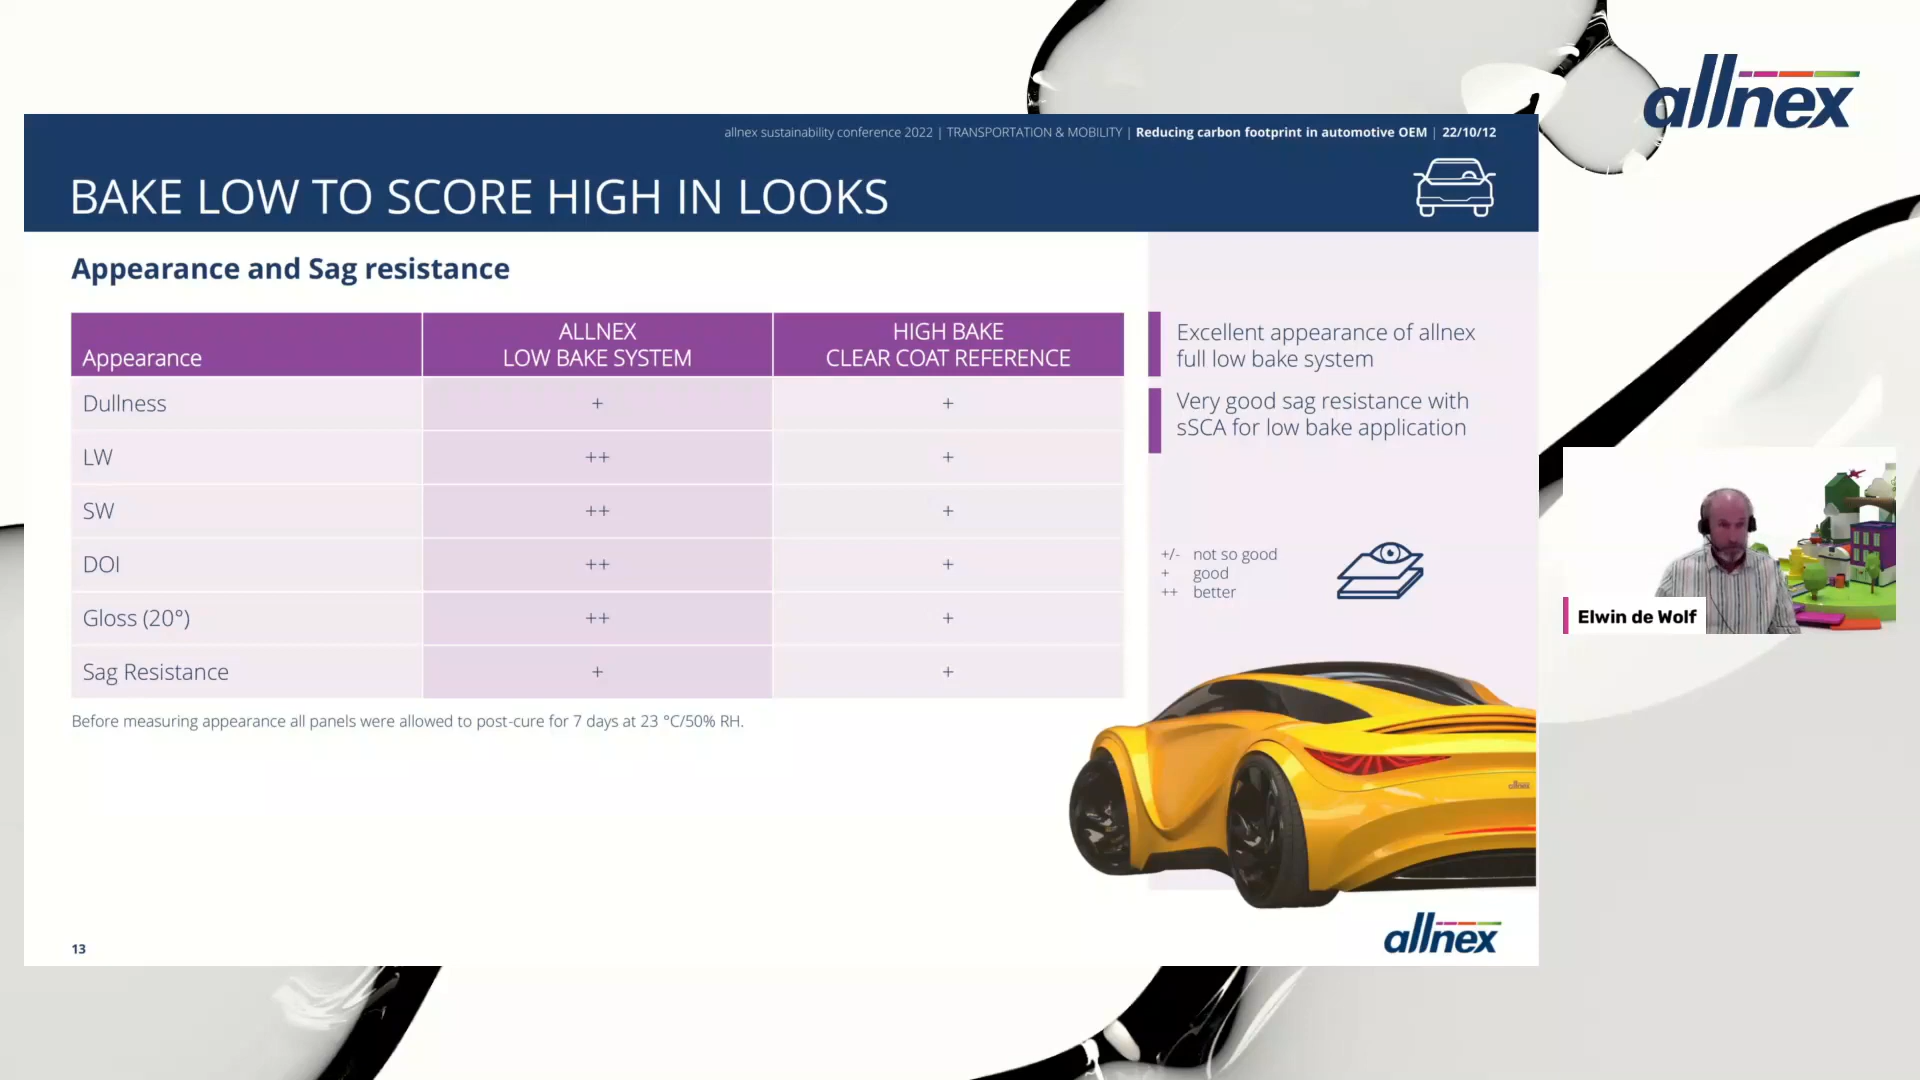 allnex
allnex sustainability conference 2022 | TRANSPORTATION & MOBILITY | Reducing carbon footprint in automotive OEM | 22/10/12
BAKE LOW TO SCORE HIGH IN LOOKS
Appearance and Sag resistance
Appearance ALLNEX LOW BAKE SYSTEM HIGH BAKE CLEAR COAT REFERENCE
Dullness + +
LW ++ +
SW ++ +
DOI ++ +
Gloss (20°) ++ +
Sag Resistance + +
Before measuring appearance all panels were allowed to post-cure for 7 days at 23 °C/50% RH.
Excellent appearance of allnex
full low bake system
Very good sag resistance with
sSCA for low bake application
+/- not so good
+ good
++ better
allnex
Elwin de Wolf
13
allnex